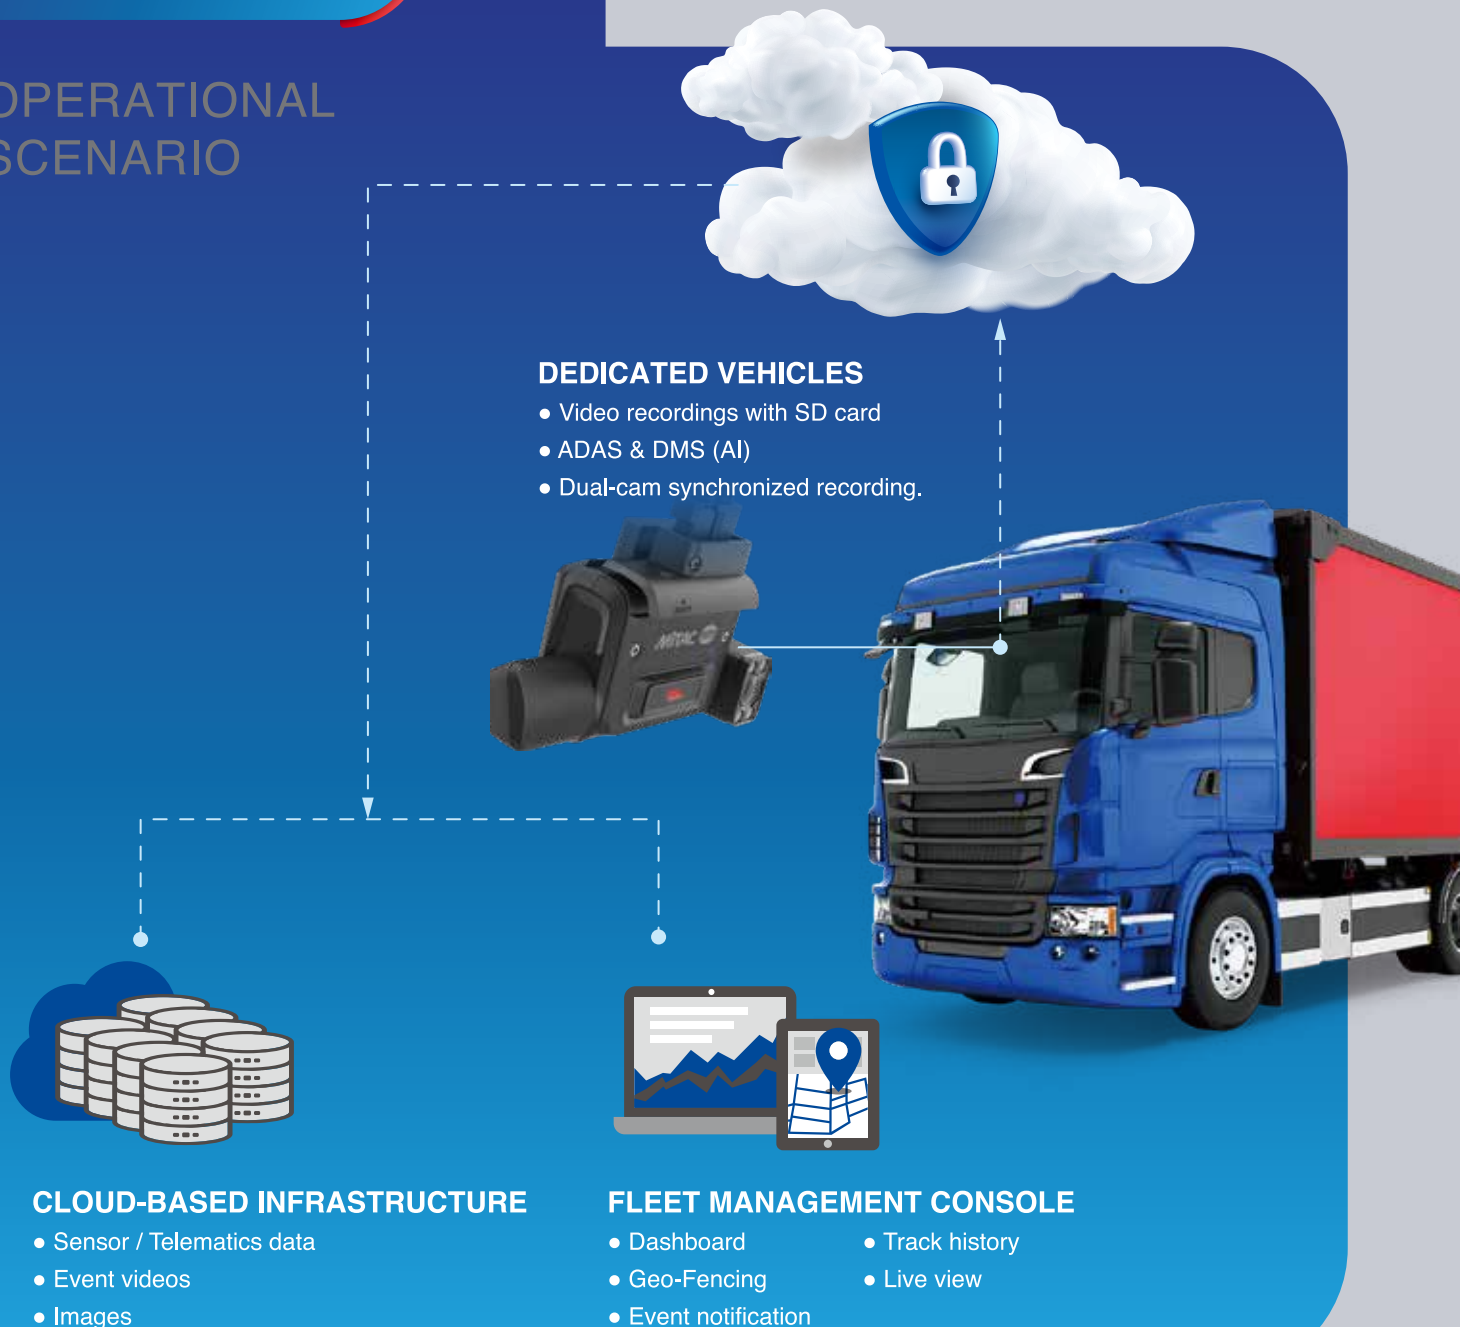 OPERATIONAL
SCENARIO
DEDICATED VEHICLES
● Video recordings with SD card
● ADAS & DMS (AI)
● Dual-cam synchronized recording.
MiTAC
CLOUD-BASED INFRASTRUCTURE
● Sensor / Telematics data
● Event videos
● Images
FLEET MANAGEMENT CONSOLE
● Dashboard
● Geo-Fencing
● Event notification
● Track history
● Live view